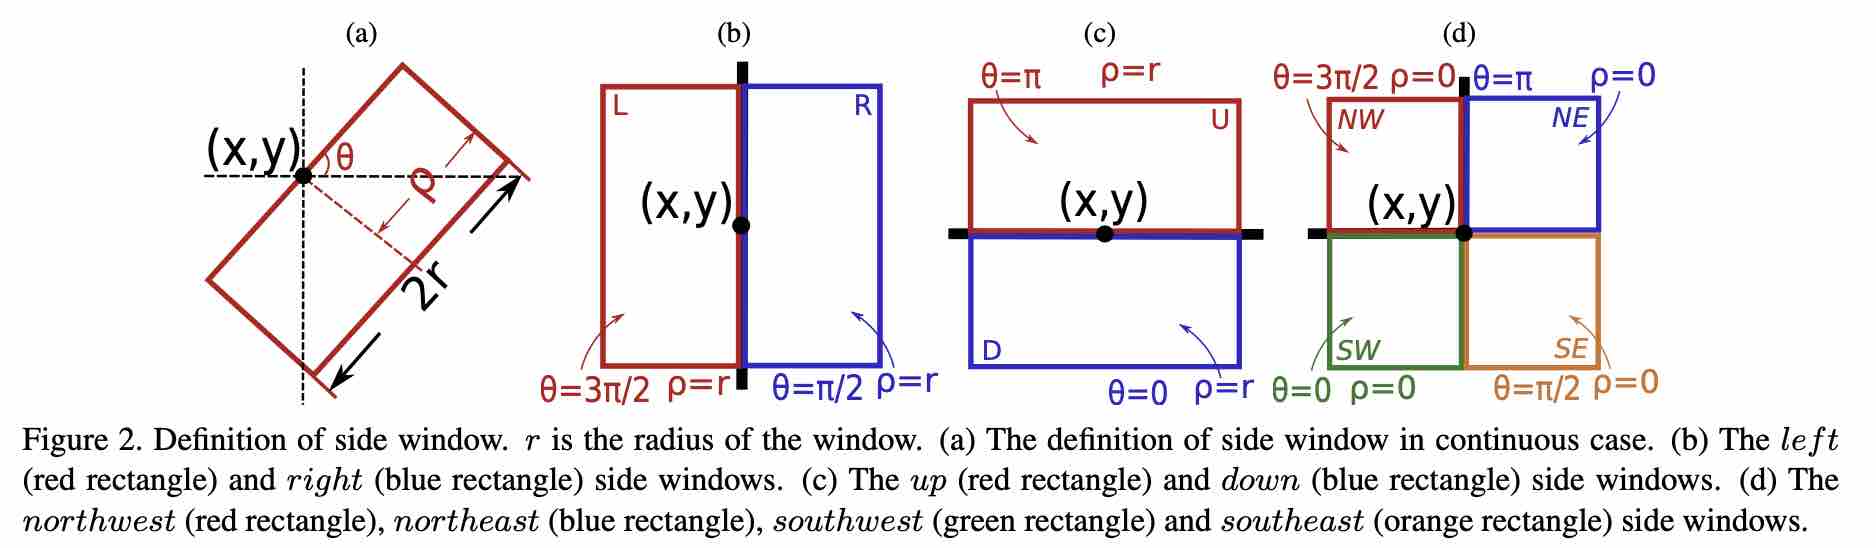 (a)
(x,y)
θ
ρ
2r
(b)
L
R
(x,y)
θ=3π/2 ρ=r
θ=π/2 ρ=r
(c)
θ=π ρ=r
U
(x,y)
D
θ=0 ρ=r
(d)
θ=3π/2 ρ=0
θ=π ρ=0
NW
NE
(x,y)
SW
SE
θ=0 ρ=0
θ=π/2 ρ=0
Figure 2. Definition of side window. r is the radius of the window. (a) The definition of side window in continuous case. (b) The left
(red rectangle) and right (blue rectangle) side windows. (c) The up (red rectangle) and down (blue rectangle) side windows. (d) The
northwest (red rectangle), northeast (blue rectangle), southwest (green rectangle) and southeast (orange rectangle) side windows.